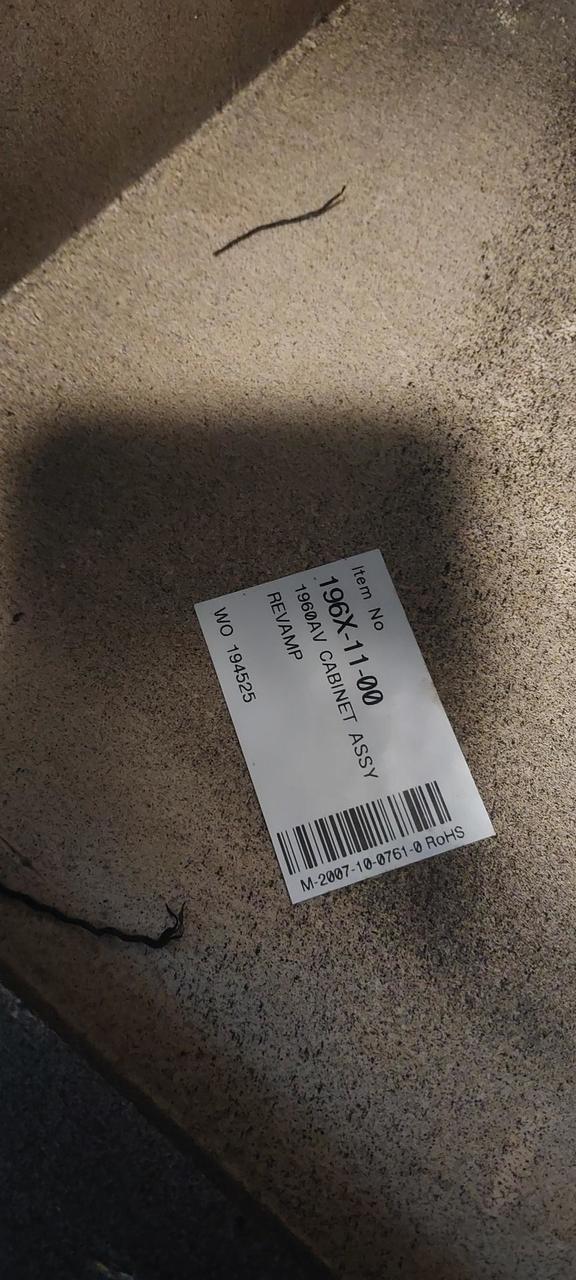 Item No
196X-11-00
1960AV CABINET ASSY
REVAMP
WO 194525
M-2007-10-0761-0 RoHS